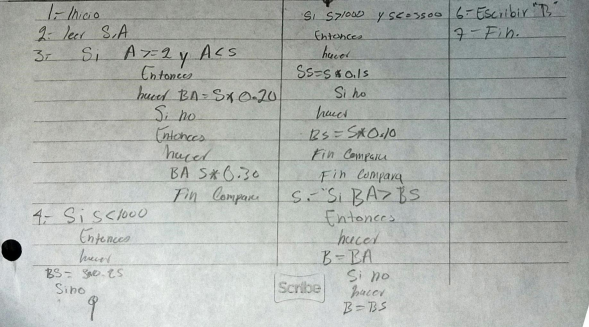 1- Inicio
2- leer S,A
3- Si A>=2 y A<5
Entonces
hacer BA=S*0.20
Si no
Entonces
hacer
BA S*0.30
Fin Compara
4.- Si S<1000
Entonces
hacer
BS=
Sino
Si S>1000 y S<=3500
Entonces
hacer
SS=S*0.15
Si no
hacer
BS=S*0.10
Fin Compara
Fin Compara
5.- Si BA>BS
Entonces
hacer
B=BA
Si no
hacer
B=BS
6- Escribir "B"
7- Fin.
Scribe